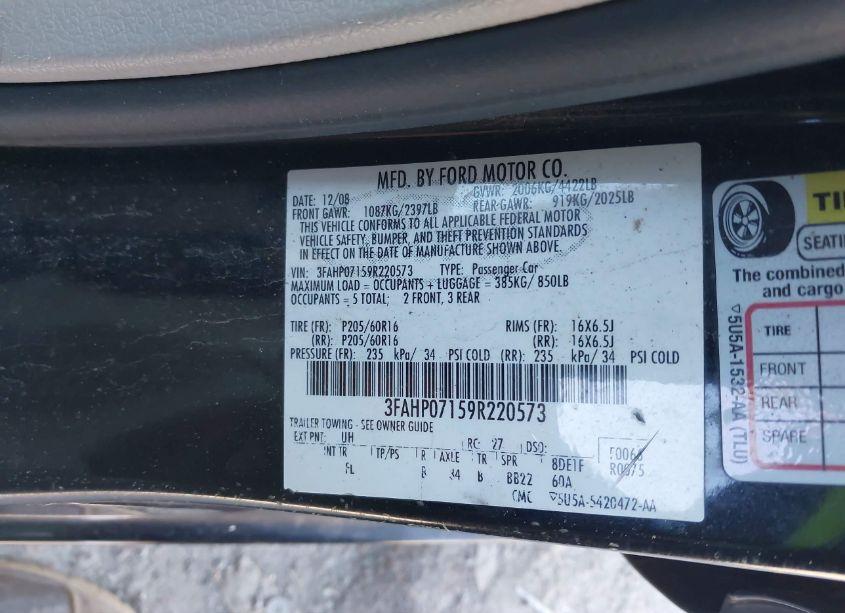 MFD. BY FORD MOTOR CO.
DATE: 12/08 GVWR: 2006KG/4422LB
FRONT GAWR: 1087KG/2397LB REAR-GAWR: 919KG/2025LB
THIS VEHICLE CONFORMS TO ALL APPLICABLE FEDERAL MOTOR
VEHICLE SAFETY, BUMPER, AND THEFT PREVENTION STANDARDS
IN EFFECT ON THE DATE OF MANUFACTURE SHOWN ABOVE.
VIN: 3FAHP07159R220573 TYPE: Passenger Car
MAXIMUM LOAD = OCCUPANTS + LUGGAGE = 385KG/ 850LB
OCCUPANTS = 5 TOTAL; 2 FRONT, 3 REAR
TIRE (FR): P205/60R16 RIMS (FR): 16X6.5J
(RR): P205/60R16 (RR): 16X6.5J
PRESSURE (FR): 235 kPa/ 34 PSI COLD (RR): 235 kPa/ 34 PSI COLD
3FAHP07159R220573
TRAILER TOWING - SEE OWNER GUIDE
EXT PNT: UH RC: 27 DSO:
INT TR TP/PS R AXLE TR SPR 8DE1F
FL B 34 B BB22 60A
R0075
CMC ▽5U5A-5420472-AA
TI
SEATI
The combined
and cargo
TIRE
FRONT
REAR
SPARE
▽5U5A-1532-AA (TLU)